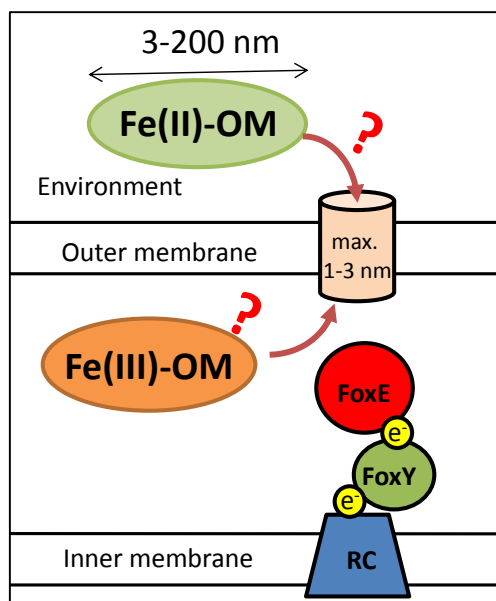 3-200 nm
Fe(II)-OM
?
Environment
Outer membrane
max.
1-3 nm
?
Fe(III)-OM
FoxE
e-
FoxY
e-
RC
Inner membrane